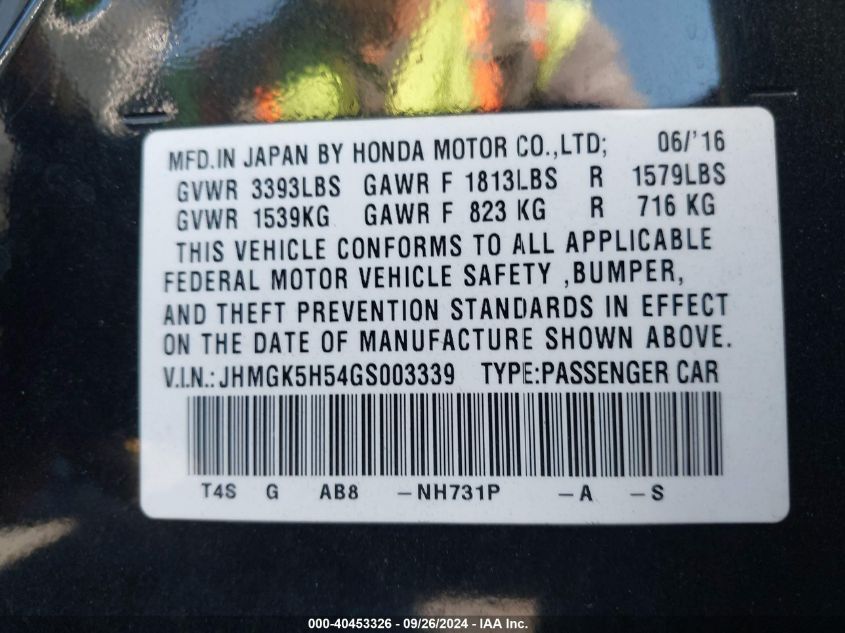 MFD.IN JAPAN BY HONDA MOTOR CO.,LTD; 06/'16
GVWR 3393LBS GAWR F 1813LBS R 1579LBS
GVWR 1539KG GAWR F 823 KG R 716 KG
THIS VEHICLE CONFORMS TO ALL APPLICABLE
FEDERAL MOTOR VEHICLE SAFETY ,BUMPER,
AND THEFT PREVENTION STANDARDS IN EFFECT
ON THE DATE OF MANUFACTURE SHOWN ABOVE.
V.I.N.:JHMGK5H54GS003339 TYPE:PASSENGER CAR
T4S G AB8 -NH731P -A -S
000-40453326 - 09/26/2024 - IAA Inc.